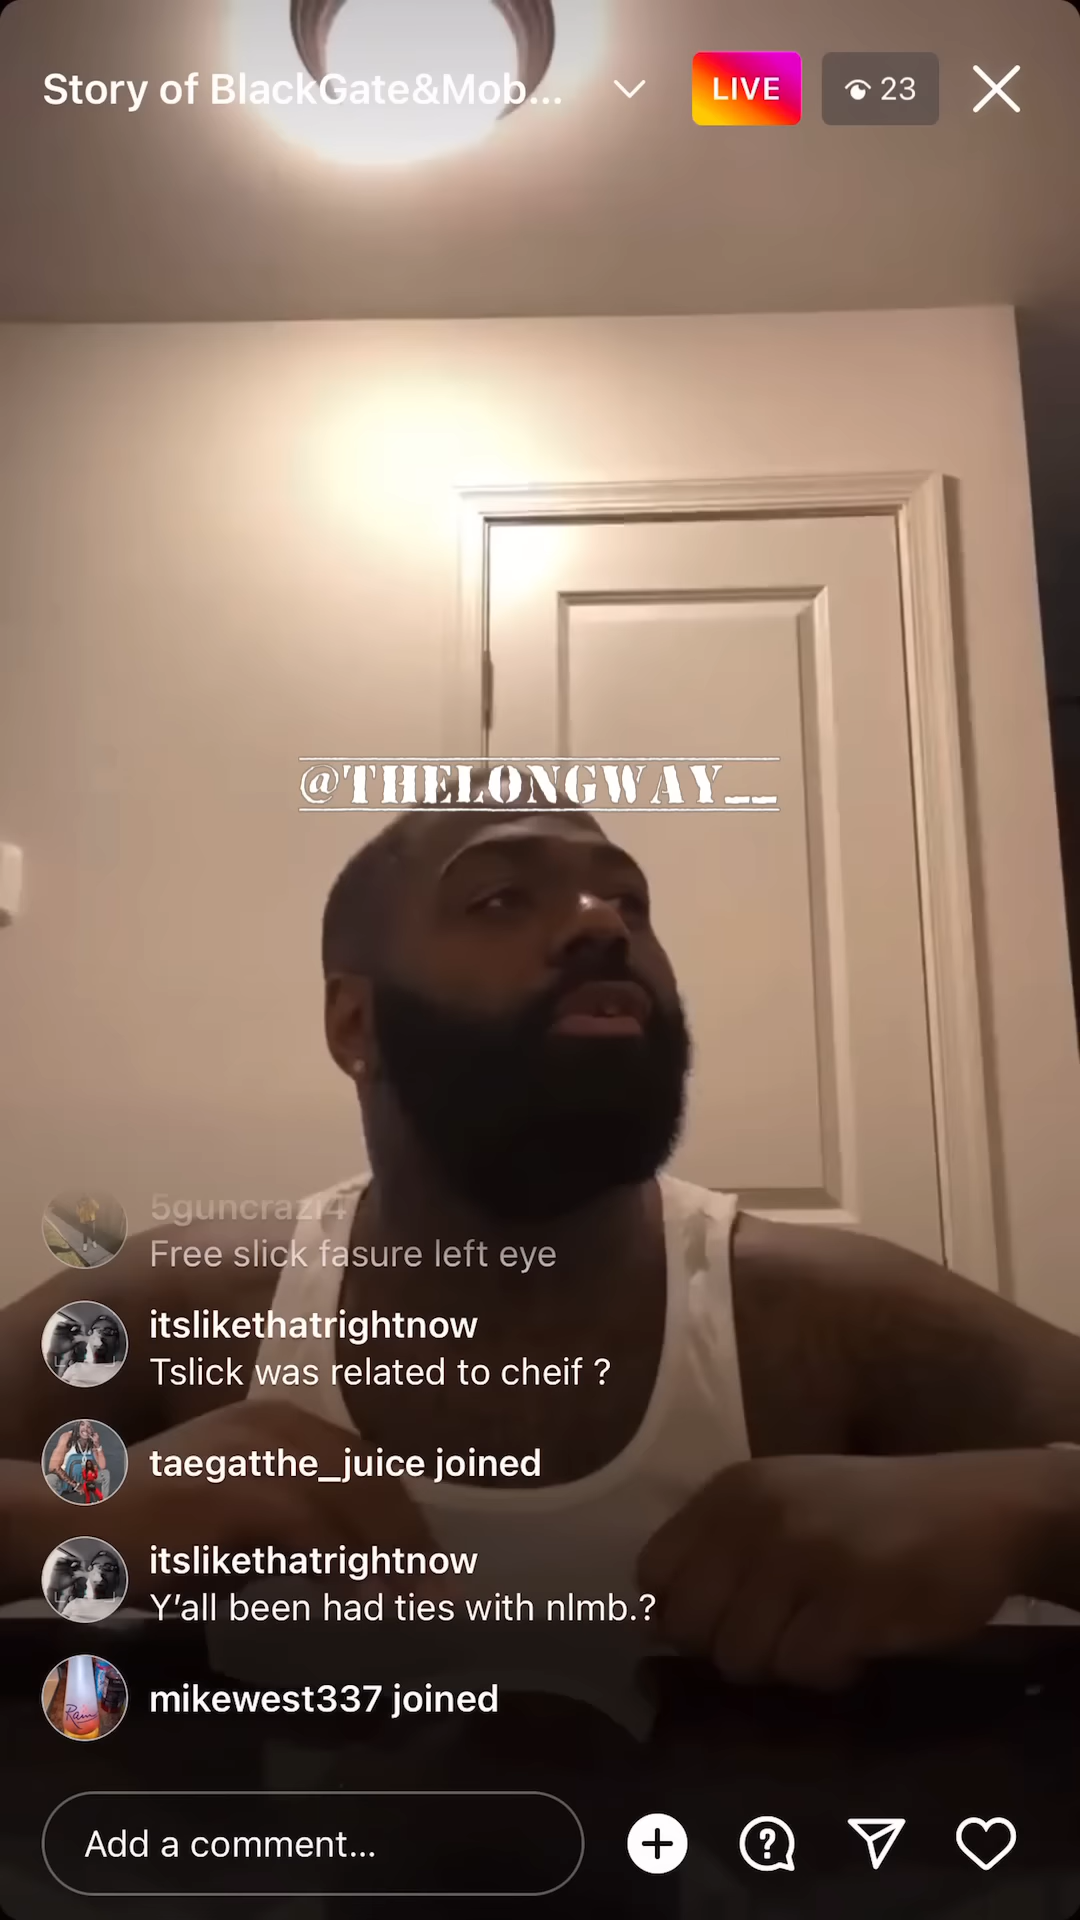 Story of BlackGate&Mob...
LIVE
23
@THELONGWAY__
5guncrazi4
Free slick fasure left eye
itslikethatrightnow
Tslick was related to cheif ?
taegatthe_juice joined
itslikethatrightnow
Y'all been had ties with nlmb.?
mikewest337 joined
Add a comment...